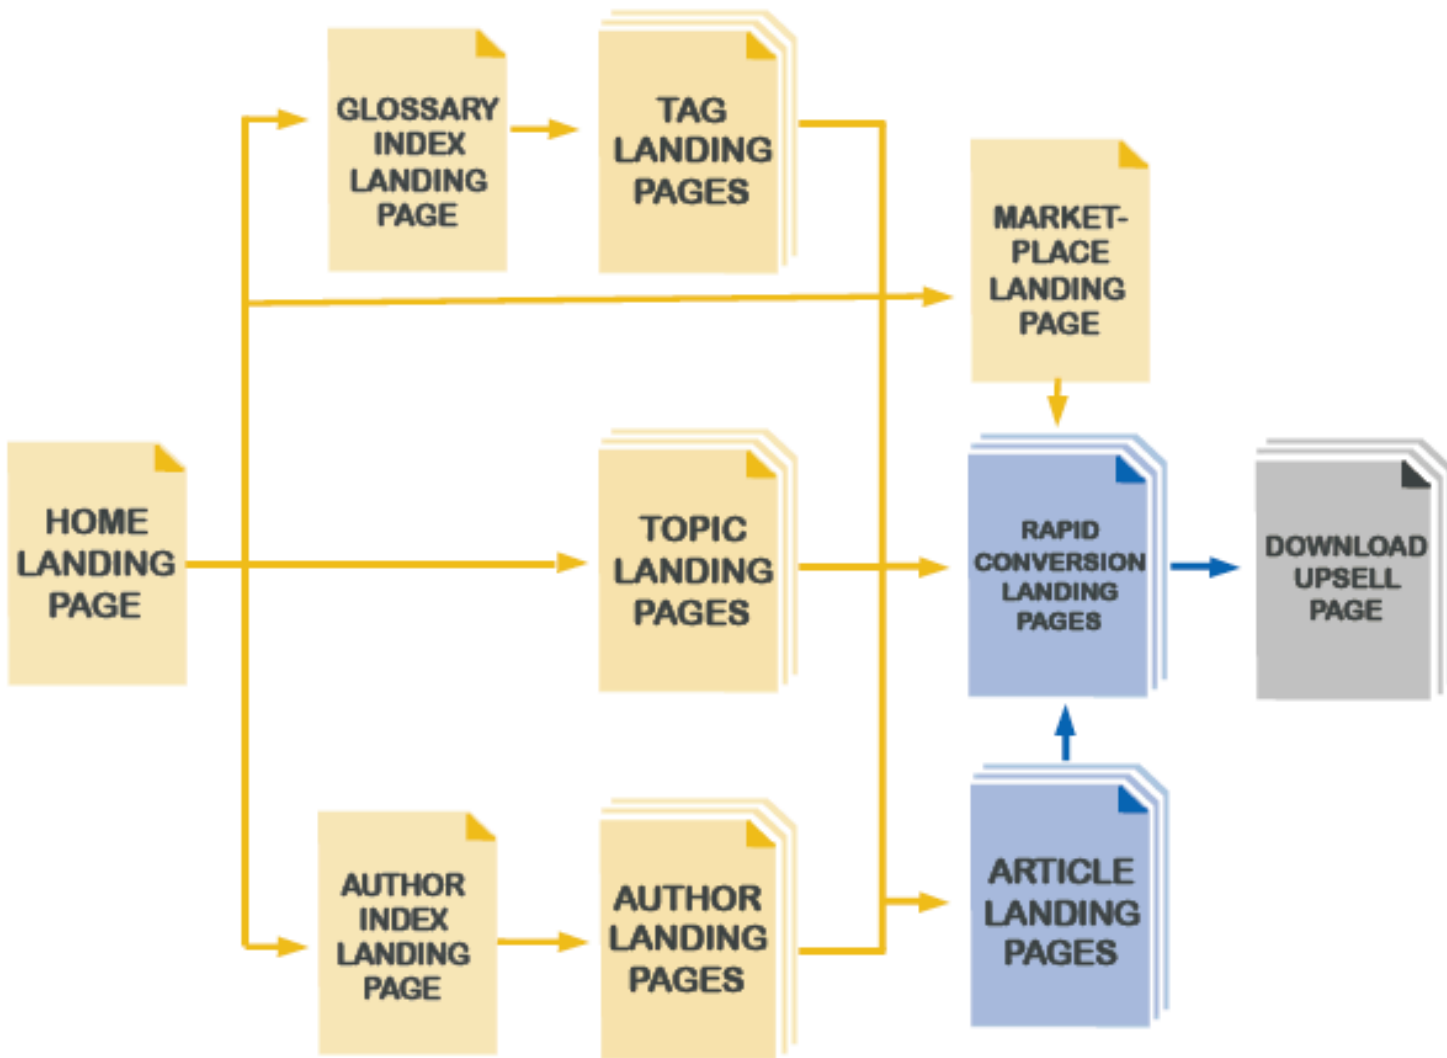 GLOSSARY
INDEX
LANDING
PAGE
TAG
LANDING
PAGES
MARKET-
PLACE
LANDING
PAGE
HOME
LANDING
PAGE
TOPIC
LANDING
PAGES
RAPID
CONVERSION
LANDING
PAGES
DOWNLOAD
UPSELL
PAGE
AUTHOR
INDEX
LANDING
PAGE
AUTHOR
LANDING
PAGES
ARTICLE
LANDING
PAGES